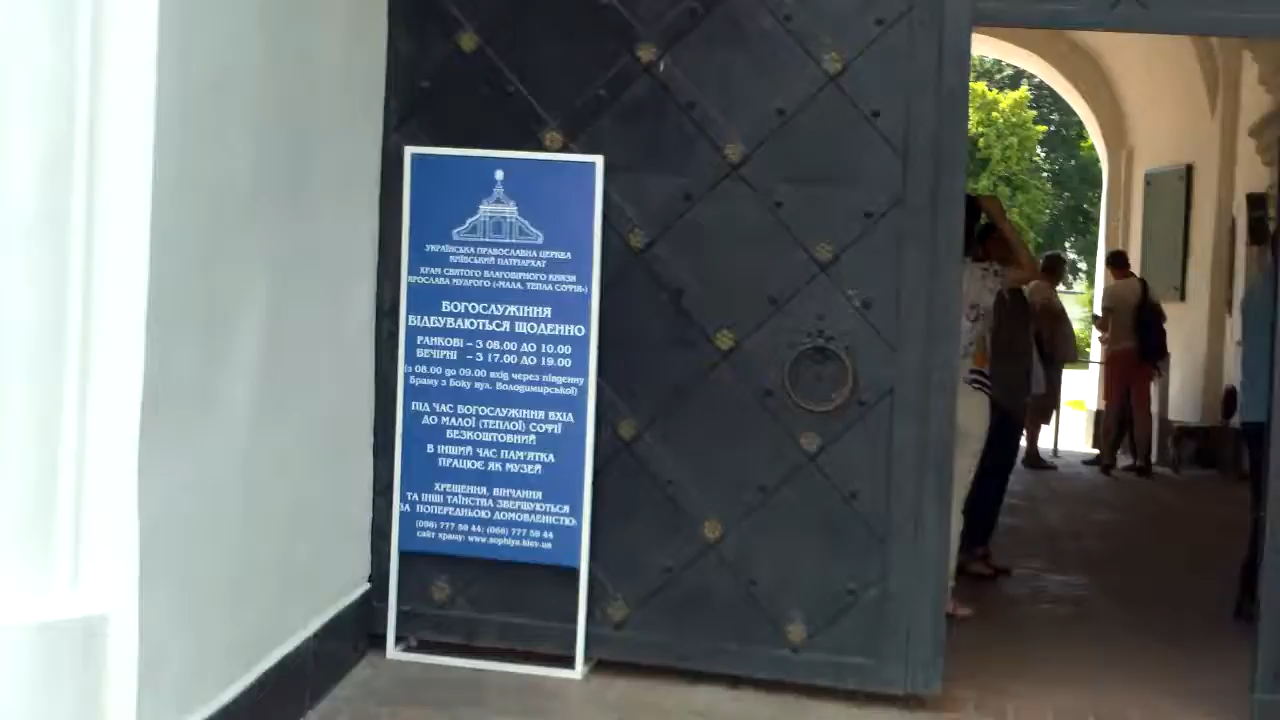 УКРАЇНСЬКА ПРАВОСЛАВНА ЦЕРКВА
КИЇВСЬКИЙ ПАТРІАРХАТ
ХРАМ СВЯТОГО БЛАГОВІРНОГО КНЯЗЯ
ЯРОСЛАВА МУДРОГО («МАЛА, ТЕПЛА СОФІЯ»)
БОГОСЛУЖІННЯ
ВІДБУВАЮТЬСЯ ЩОДЕННО
РАНКОВІ – З 08.00 ДО 10.00
ВЕЧІРНІ – З 17.00 ДО 19.00
(з 08.00 до 09.00 вхід через південну
Браму з Боку вул. Володимирської)
ПІД ЧАС БОГОСЛУЖІННЯ ВХІД
ДО МАЛОЇ (ТЕПЛОЇ) СОФІЇ
БЕЗКОШТОВНИЙ
В ІНШИЙ ЧАС ПАМ'ЯТКА
ПРАЦЮЄ ЯК МУЗЕЙ
ХРЕЩЕННЯ, ВІНЧАННЯ
ТА ІНШІ ТАЇНСТВА ЗВЕРШУЮТЬСЯ
ЗА ПОПЕРЕДНЬОЮ ДОМОВЛЕНІСТЮ:
777 59 44; 777 59 44
сайт храму: www.sophiya.kiev.ua